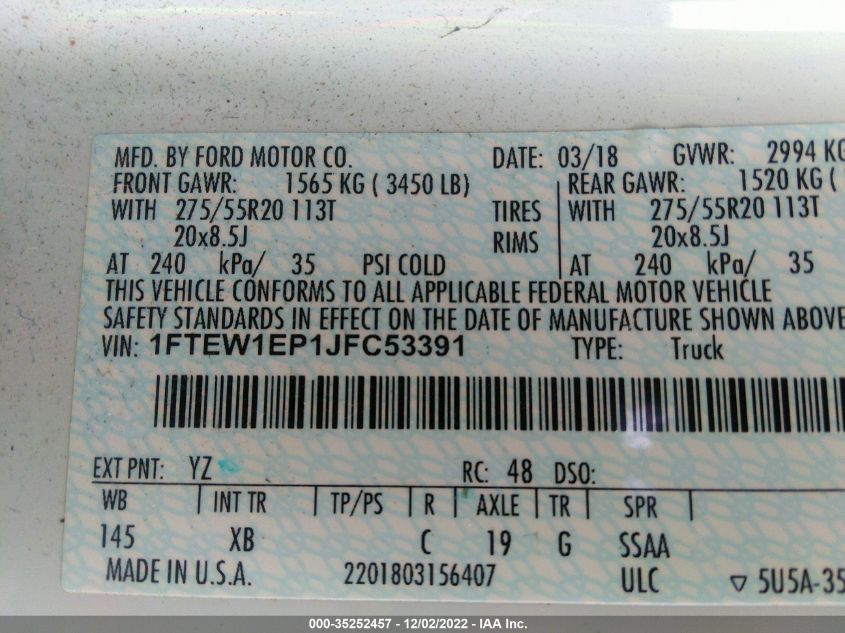 MFD. BY FORD MOTOR CO. DATE: 03/18 GVWR: 2994 KG
FRONT GAWR: 1565 KG ( 3450 LB) REAR GAWR: 1520 KG (
WITH 275/55R20 113T TIRES WITH 275/55R20 113T
20x8.5J RIMS 20x8.5J
AT 240 kPa/ 35 PSI COLD AT 240 kPa/ 35
THIS VEHICLE CONFORMS TO ALL APPLICABLE FEDERAL MOTOR VEHICLE
SAFETY STANDARDS IN EFFECT ON THE DATE OF MANUFACTURE SHOWN ABOVE
VIN: 1FTEW1EP1JFC53391 TYPE: Truck
EXT PNT: YZ RC: 48 DSO:
WB INT TR TP/PS R AXLE TR SPR
145 XB C 19 G SSAA
MADE IN U.S.A. 2201803156407 ULC ▽ 5U5A-35
000-35252457 - 12/02/2022 - IAA Inc.